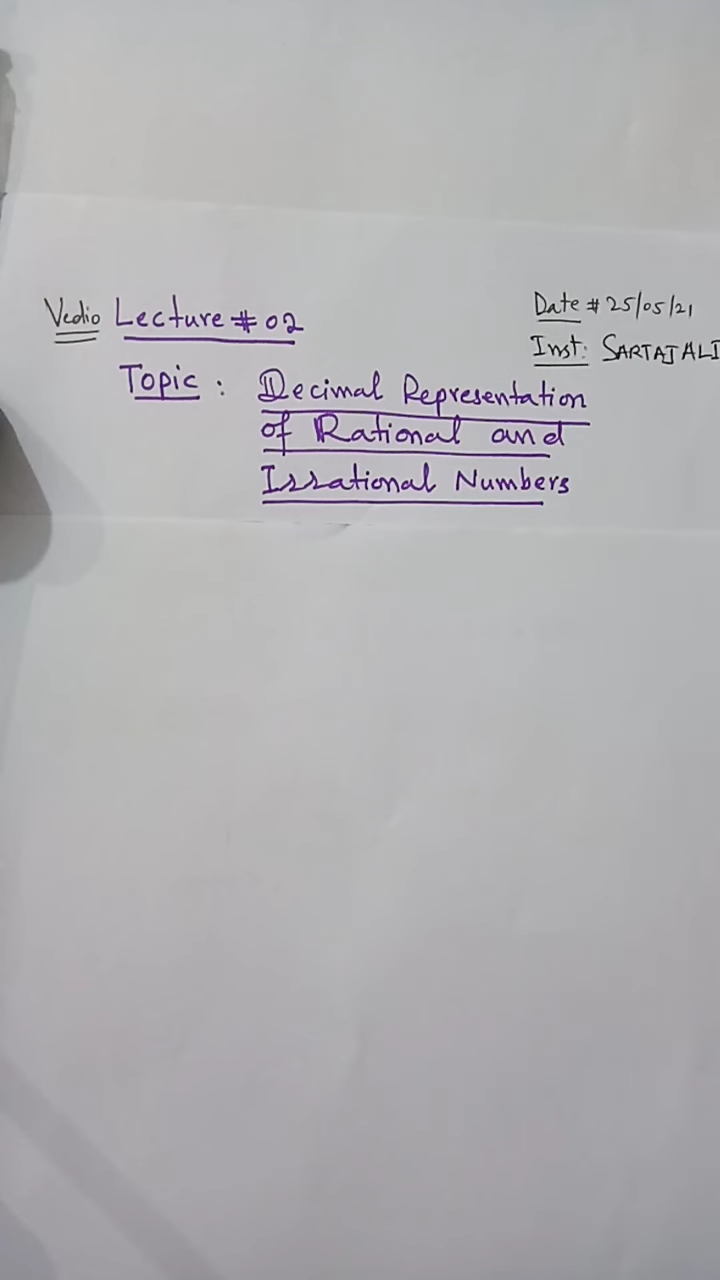 Vedio Lecture # 02
Date # 25/05/21
Inst: SARTAJ ALI
Topic : Decimal Representation
of Rational and
Irrational Numbers